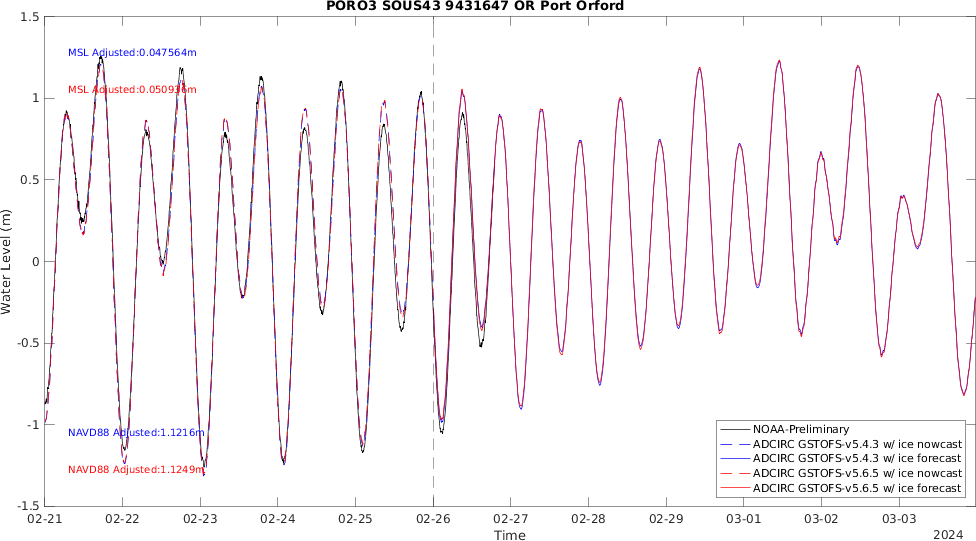 PORO3 SOUS43 9431647 OR Port Orford
1.5
1
0.5
0
-0.5
-1
-1.5
Water Level (m)
MSL Adjusted:0.047564m
MSL Adjusted:0.050936m
NAVD88 Adjusted:1.1216m
NAVD88 Adjusted:1.1249m
NOAA-Preliminary
ADCIRC GSTOFS-v5.4.3 w/ ice nowcast
ADCIRC GSTOFS-v5.4.3 w/ ice forecast
ADCIRC GSTOFS-v5.6.5 w/ ice nowcast
ADCIRC GSTOFS-v5.6.5 w/ ice forecast
02-21 02-22 02-23 02-24 02-25 02-26 02-27 02-28 02-29 03-01 03-02 03-03
Time
2024